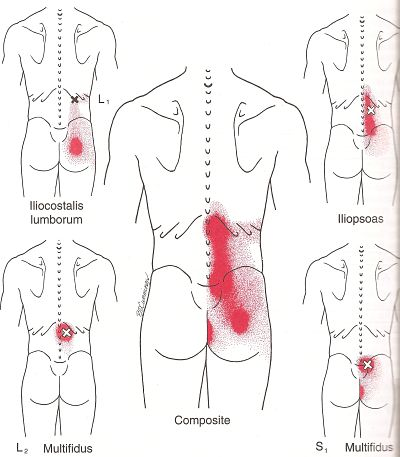 L1
Iliocostalis
lumborum
Iliopsoas
L2 Multifidus
Composite
S1 Multifidus